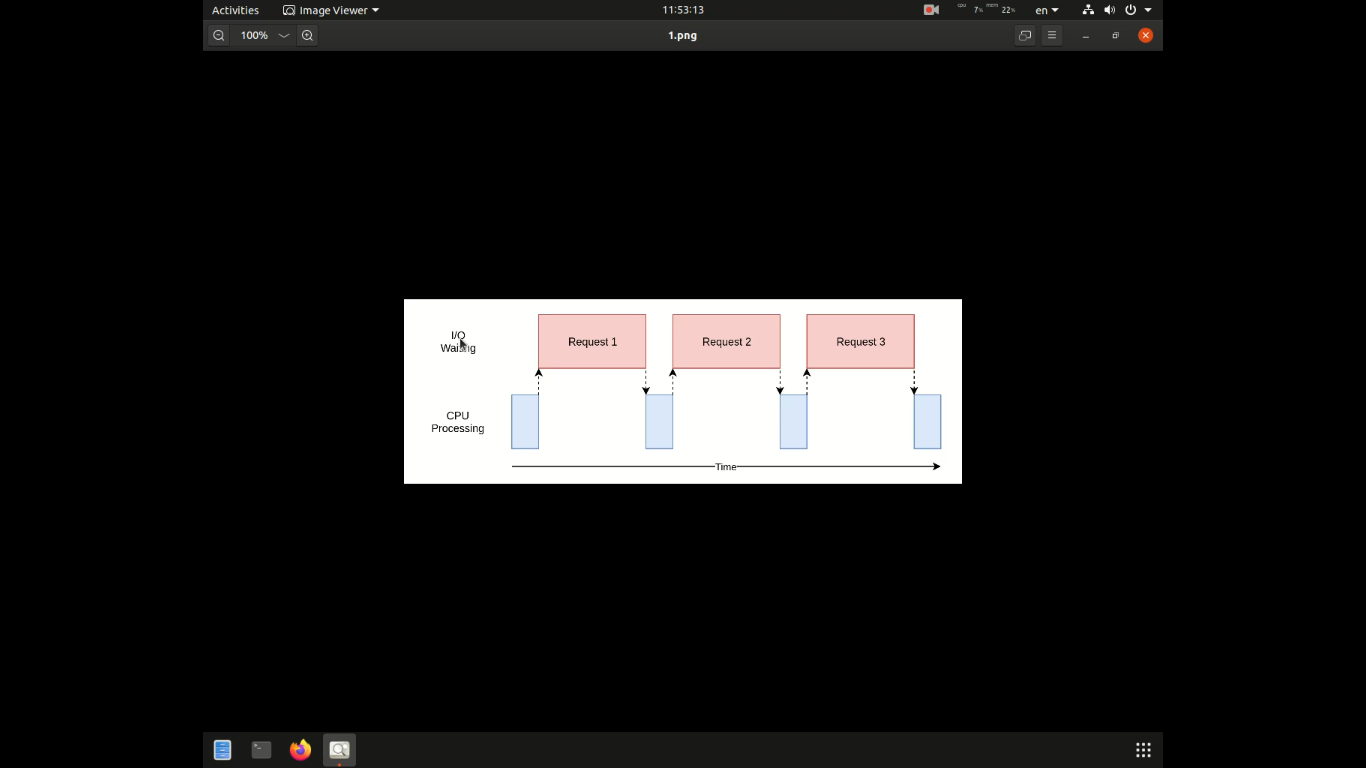 Activities Image Viewer 11:53:13 cpu 7% mem 22% en
100% 1.png
I/O
Waiting
Request 1 Request 2 Request 3
CPU
Processing
Time